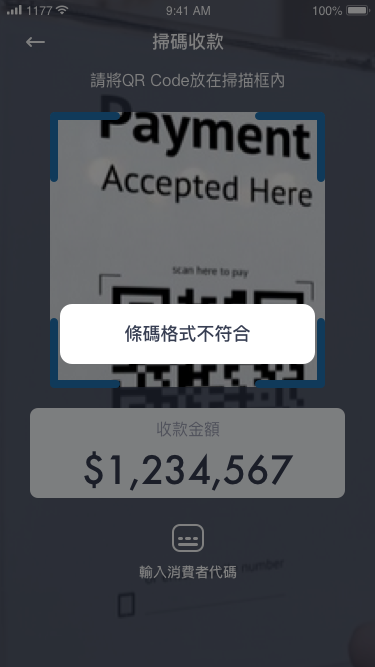 1177 9:41 AM 100%
掃碼收款
請將QR Code放在掃描框內
Payment
Accepted Here
scan here to pay
條碼格式不符合
收款金額
$1,234,567
number
輸入消費者代碼